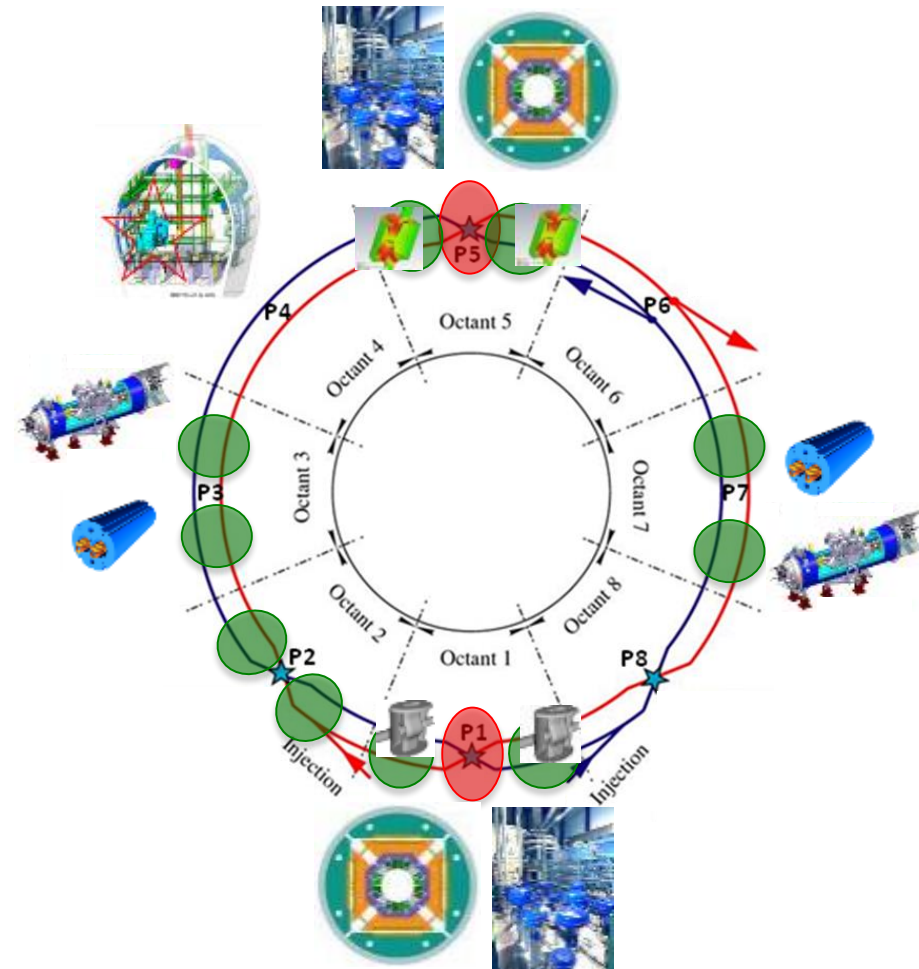 P5
P4
P6
Octant 5
Octant 4
Octant 6
P3
Octant 3
Octant 7
P7
Octant 2
Octant 8
P2
P8
Octant 1
P1
Injection
Injection